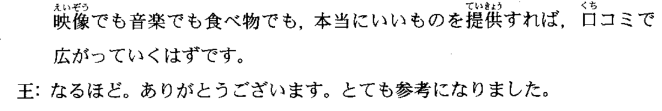 映像でも音楽でも食べ物でも，本当にいいものを提供すれば，口コミで
広がっていくはずです。
王: なるほど。ありがとうございます。とても参考になりました。